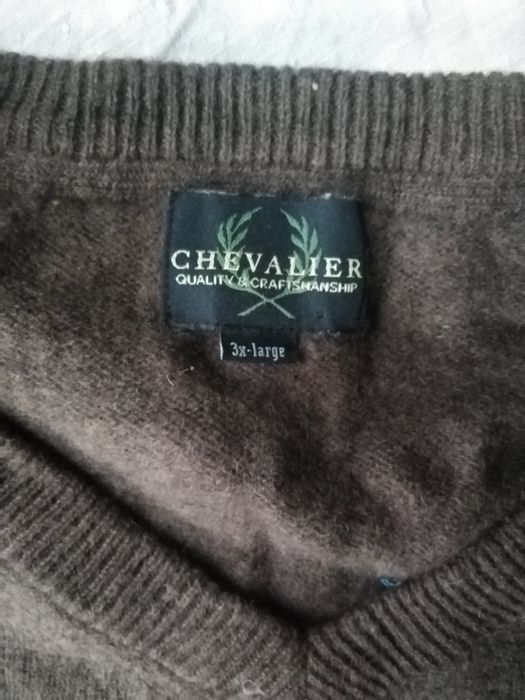 CHEVALIER
QUALITY & CRAFTSMANSHIP
3x-large